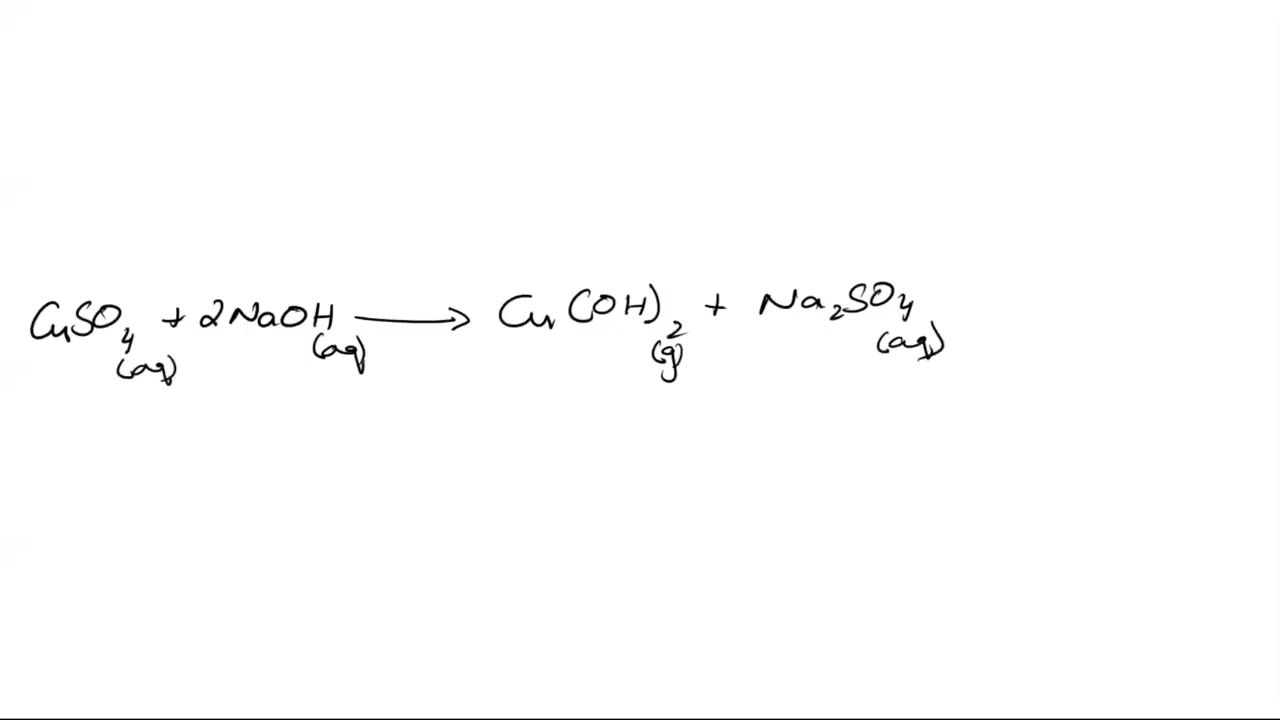 CuSO₄(aq) + 2NaOH(aq) ⟶ Cu(OH)₂(g) + Na₂SO₄(aq)